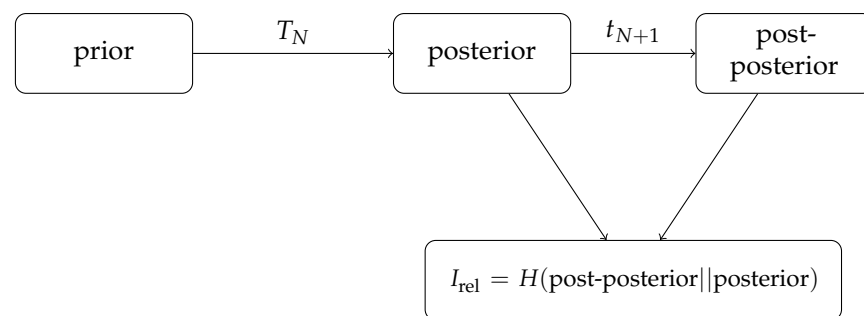 prior
T_N
posterior
t_{N+1}
post-
posterior
I_rel = H(post-posterior||posterior)